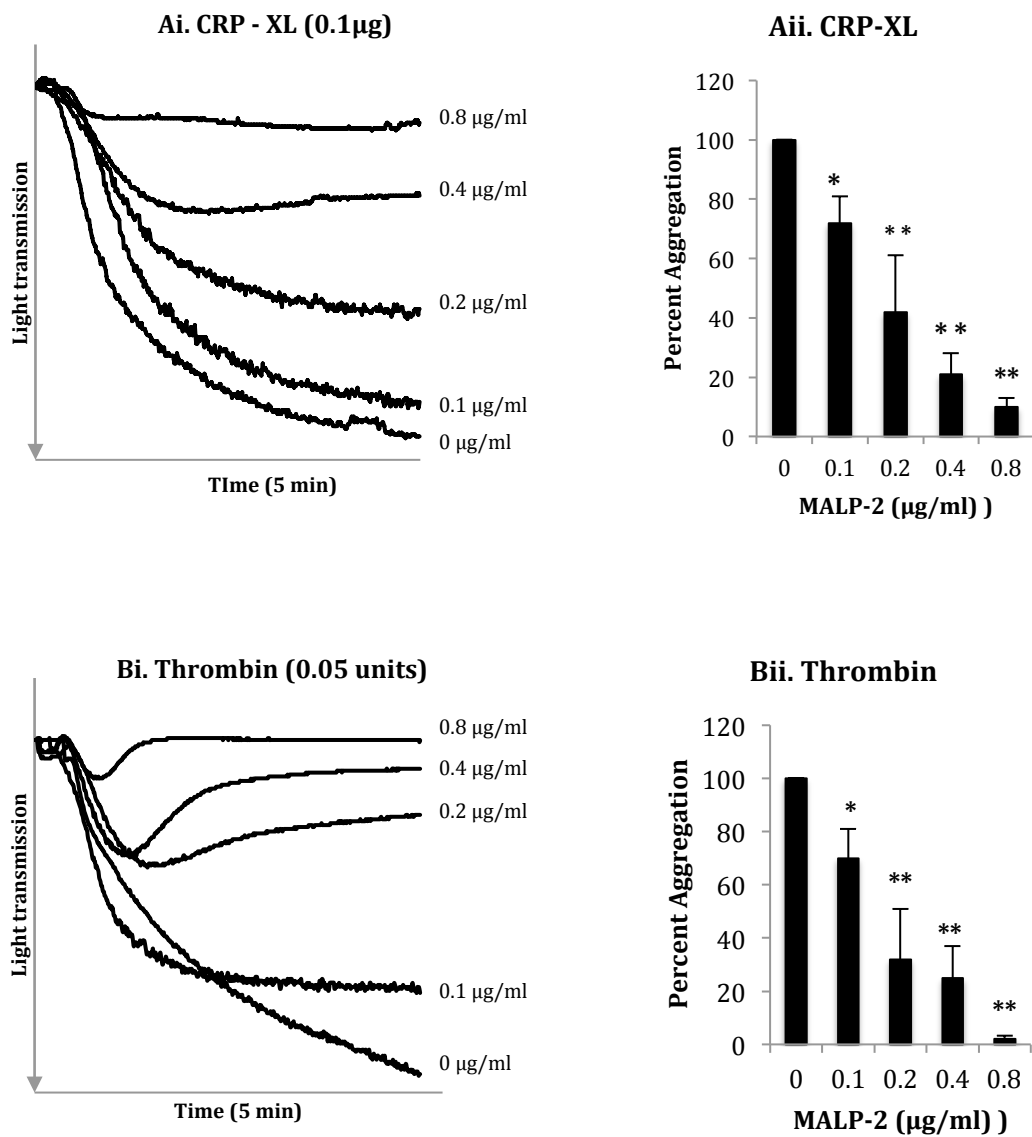 Ai. CRP - XL (0.1µg)
Light transmission
0.8 µg/ml
0.4 µg/ml
0.2 µg/ml
0.1 µg/ml
0 µg/ml
TIme (5 min)
Aii. CRP-XL
Percent Aggregation
120
100
80
60
40
20
0
*
* *
* *
**
0 0.1 0.2 0.4 0.8
MALP-2 (µg/ml) )
Bi. Thrombin (0.05 units)
Light transmission
0.8 µg/ml
0.4 µg/ml
0.2 µg/ml
0.1 µg/ml
0 µg/ml
Time (5 min)
Bii. Thrombin
Percent Aggregation
120
100
80
60
40
20
0
*
**
**
**
0 0.1 0.2 0.4 0.8
MALP-2 (µg/ml) )